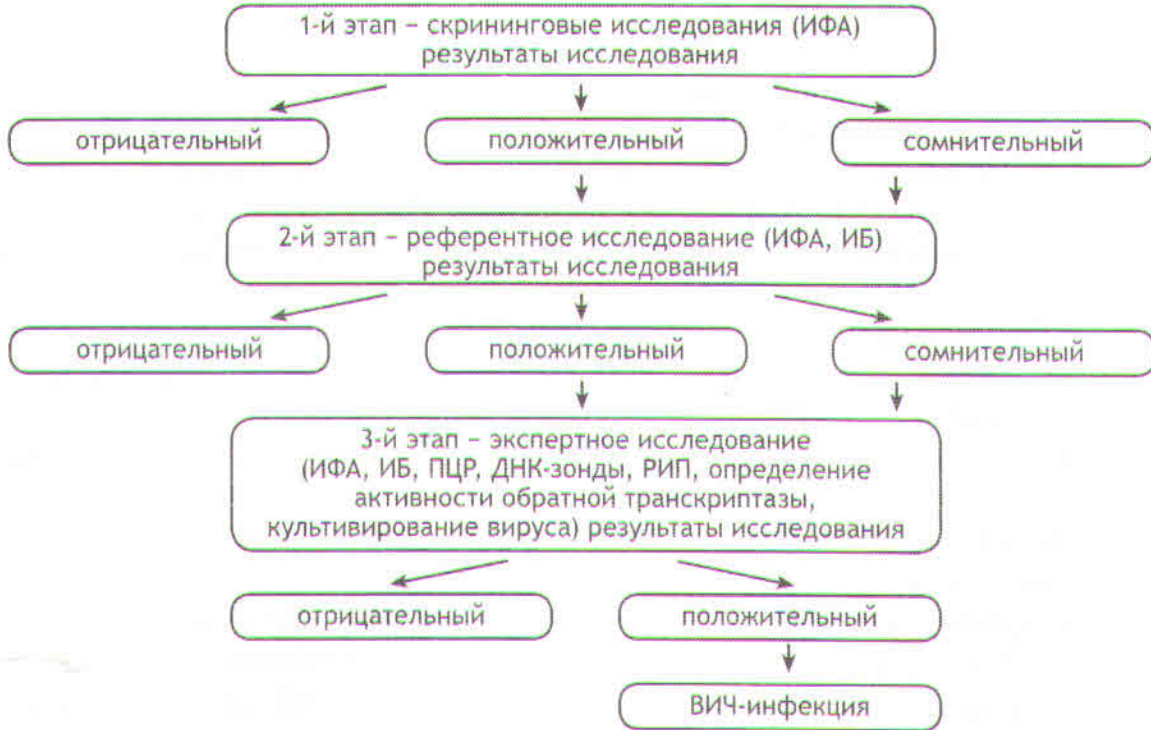 1-й этап – скрининговые исследования (ИФА)
результаты исследования
отрицательный
положительный
сомнительный
2-й этап – референтное исследование (ИФА, ИБ)
результаты исследования
отрицательный
положительный
сомнительный
3-й этап – экспертное исследование
(ИФА, ИБ, ПЦР, ДНК-зонды, РИП, определение
активности обратной транскриптазы,
культивирование вируса) результаты исследования
отрицательный
положительный
ВИЧ-инфекция